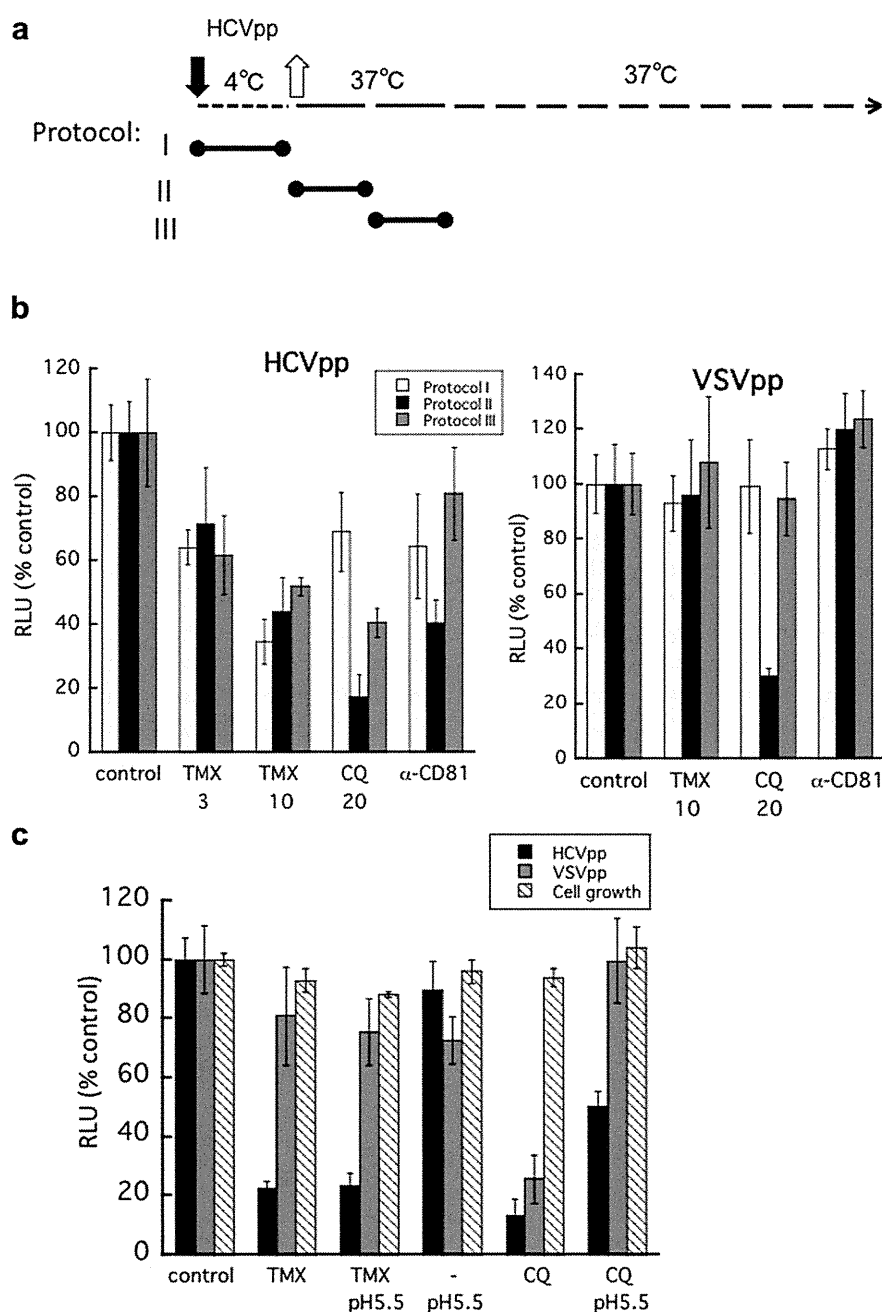 a
HCVpp
4°C
37°C
37°C
Protocol:
I
II
III
b
HCVpp
Protocol I
Protocol II
Protocol III
RLU (% control)
120
100
80
60
40
20
0
control
TMX 3
TMX 10
CQ 20
α-CD81
VSVpp
RLU (% control)
140
120
100
80
60
40
20
0
control
TMX 10
CQ 20
α-CD81
c
HCVpp
VSVpp
Cell growth
RLU (% control)
120
100
80
60
40
20
0
control
TMX
TMX pH5.5
- pH5.5
CQ
CQ pH5.5